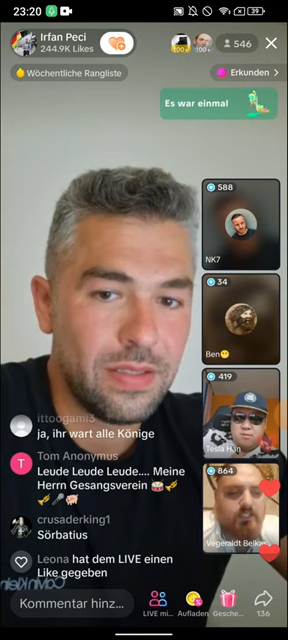 23:20
39
Irfan Peci
244.9K Likes
100+
100+
546
Wöchentliche Rangliste
Erkunden >
Es war einmal
588
NK7
34
Ben
419
Tesla Han
864
ittoogami3
ja, ihr wart alle Könige
Tom Anonymus
Leude Leude Leude.... Meine
Herrn Gesangsverein
crusaderking1
Sörbatius
Leona hat dem LIVE einen
Like gegeben
Calvin Klein
Kommentar hinz...
LIVE mi...
Aufladen
Gesche...
136